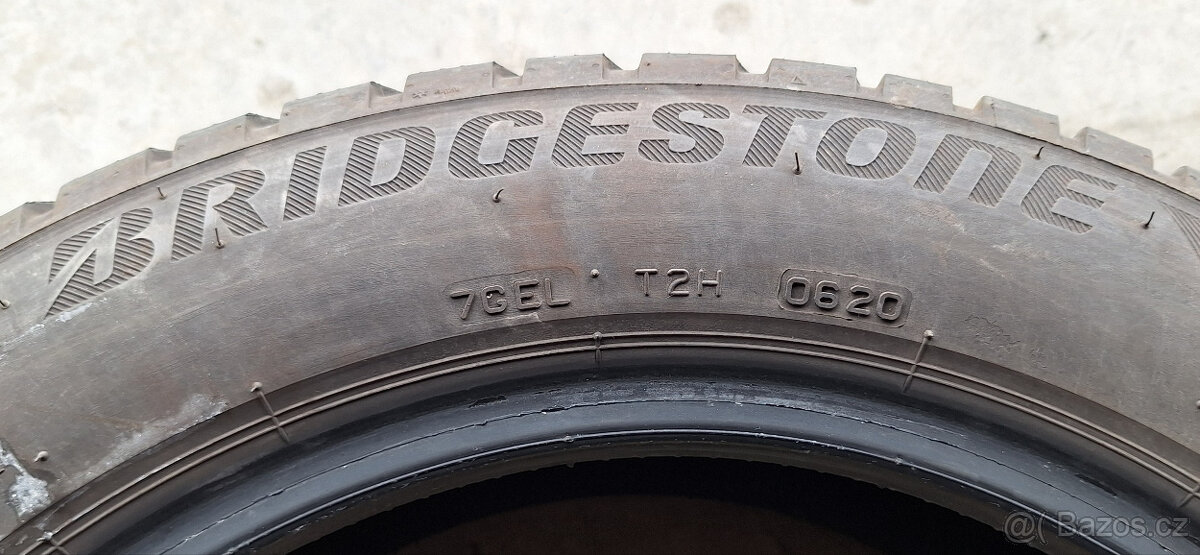 BRIDGESTONE
7GEL T2H 0620
@( Bazos.cz